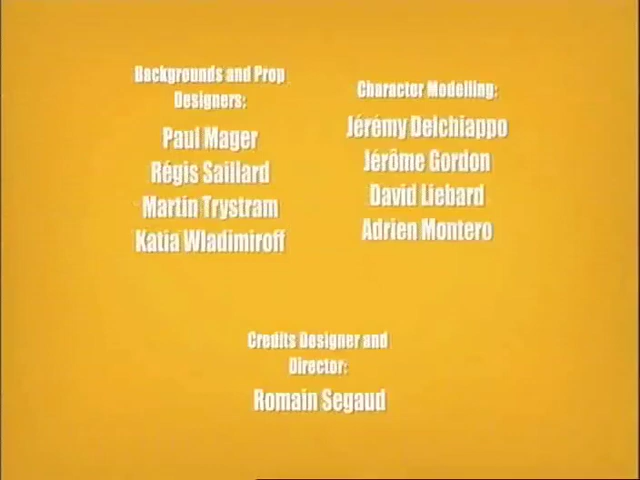 Backgrounds and Prop
Designers:
Paul Mager
Régis Saillard
Martin Trystram
Katia Wladimiroff
Charactor Modelling:
Jérémy Delchiappo
Jérôme Gordon
David Liebard
Adrien Montero
Credits Designer and
Director:
Romain Segaud